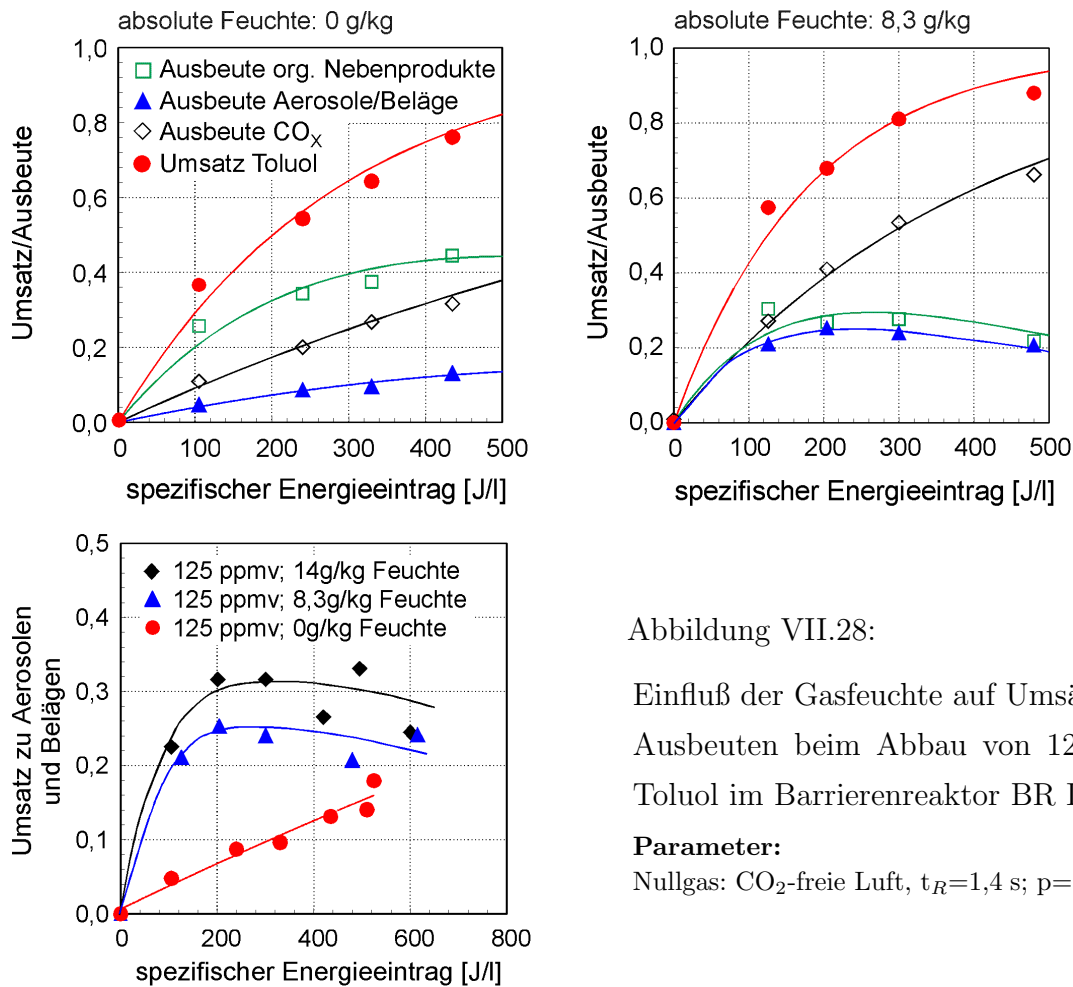 absolute Feuchte: 0 g/kg
Umsatz/Ausbeute
1,0
0,8
0,6
0,4
0,2
0,0
Ausbeute org. Nebenprodukte
Ausbeute Aerosole/Beläge
Ausbeute CO_X
Umsatz Toluol
0 100 200 300 400 500
spezifischer Energieeintrag [J/l]
absolute Feuchte: 8,3 g/kg
Umsatz/Ausbeute
1,0
0,8
0,6
0,4
0,2
0,0
0 100 200 300 400 500
spezifischer Energieeintrag [J/l]
Umsatz zu Aerosolen
und Belägen
0,5
0,4
0,3
0,2
0,1
0,0
125 ppmv; 14g/kg Feuchte
125 ppmv; 8,3g/kg Feuchte
125 ppmv; 0g/kg Feuchte
0 200 400 600 800
spezifischer Energieeintrag [J/l]
Abbildung VII.28:
Einfluß der Gasfeuchte auf
Ausbeuten beim Abbau von
Toluol im Barrierenreaktor BR
Parameter:
Nullgas: CO₂-freie Luft, t_R=1,4 s; p=